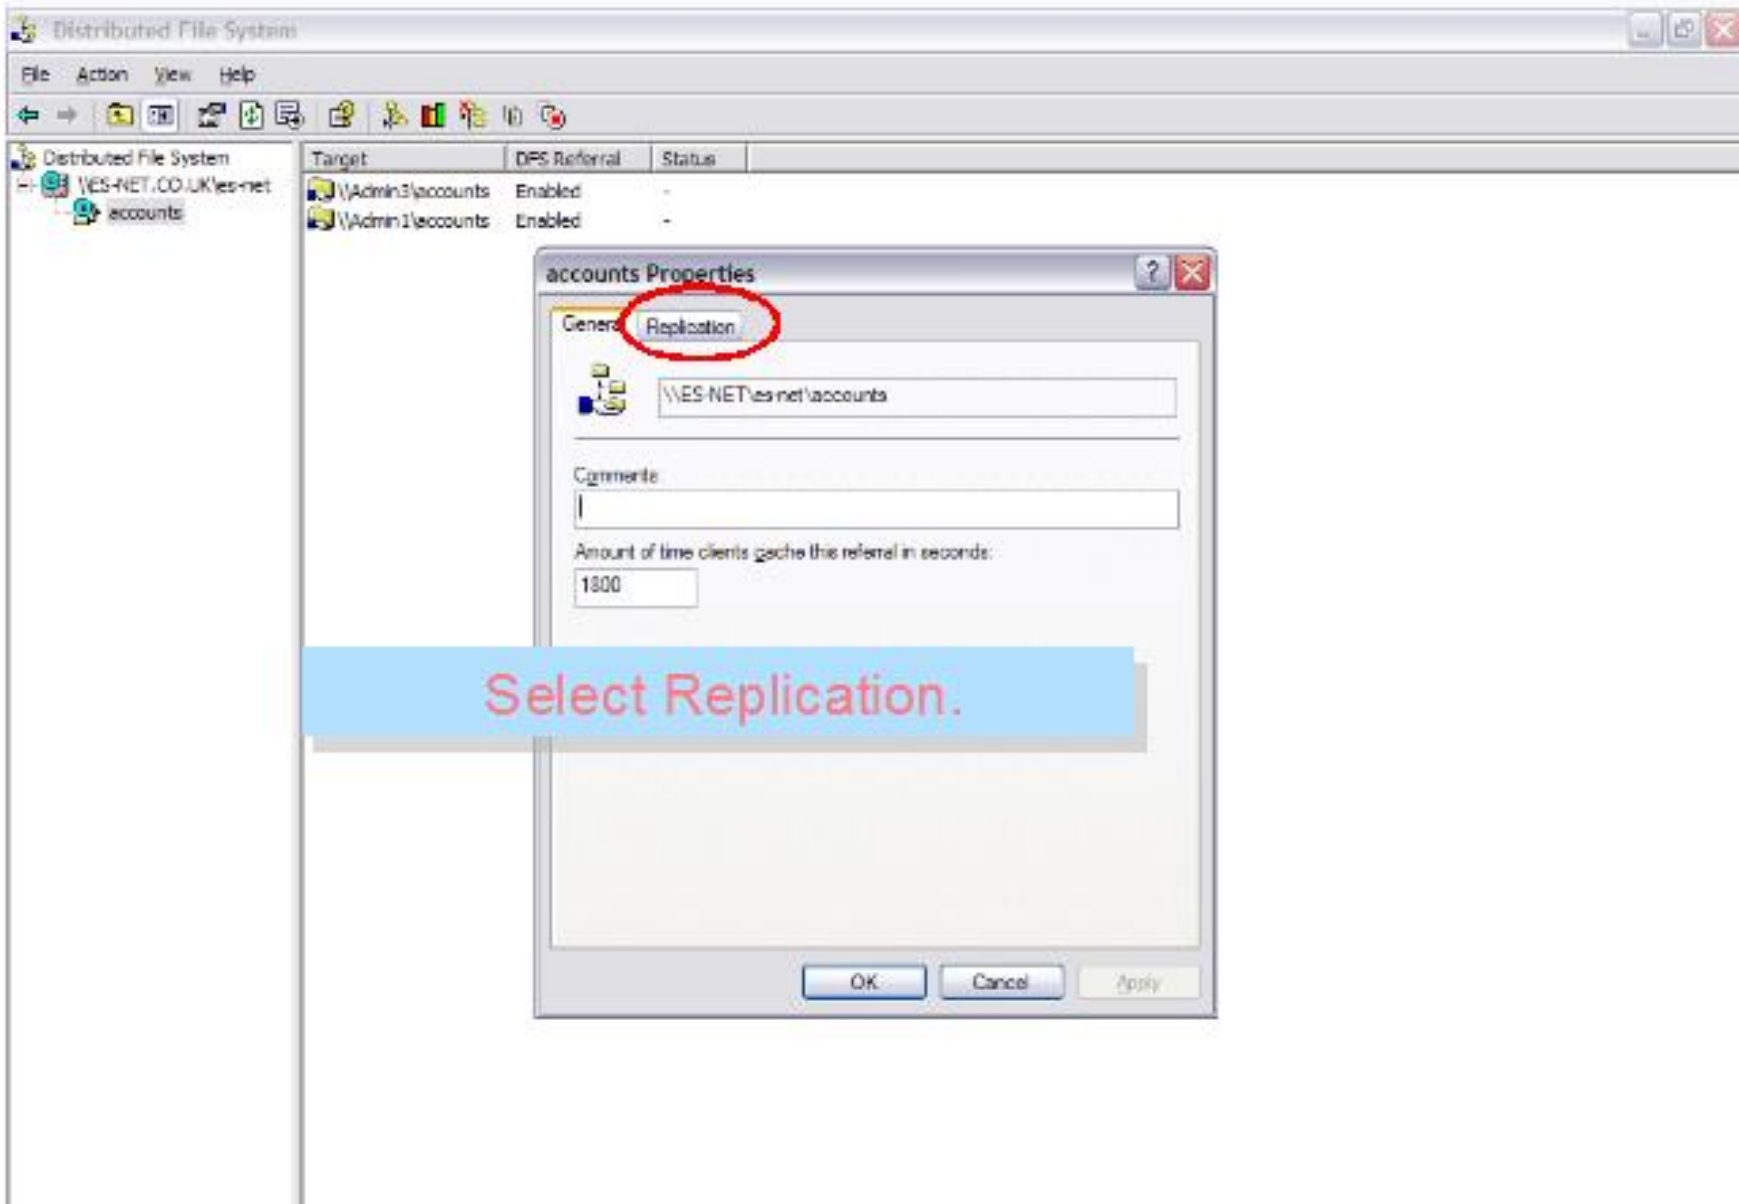 Distributed File System
File Action View Help
Distributed File System
\\ES-NET.CO.UK\es-net
accounts
Target DFS Referral Status
\\Admin3\accounts Enabled -
\\Admin1\accounts Enabled -
accounts Properties
General Replication
\\ES-NET\es-net\accounts
Comments
Amount of time clients cache this referral in seconds:
1800
Select Replication.
OK Cancel Apply